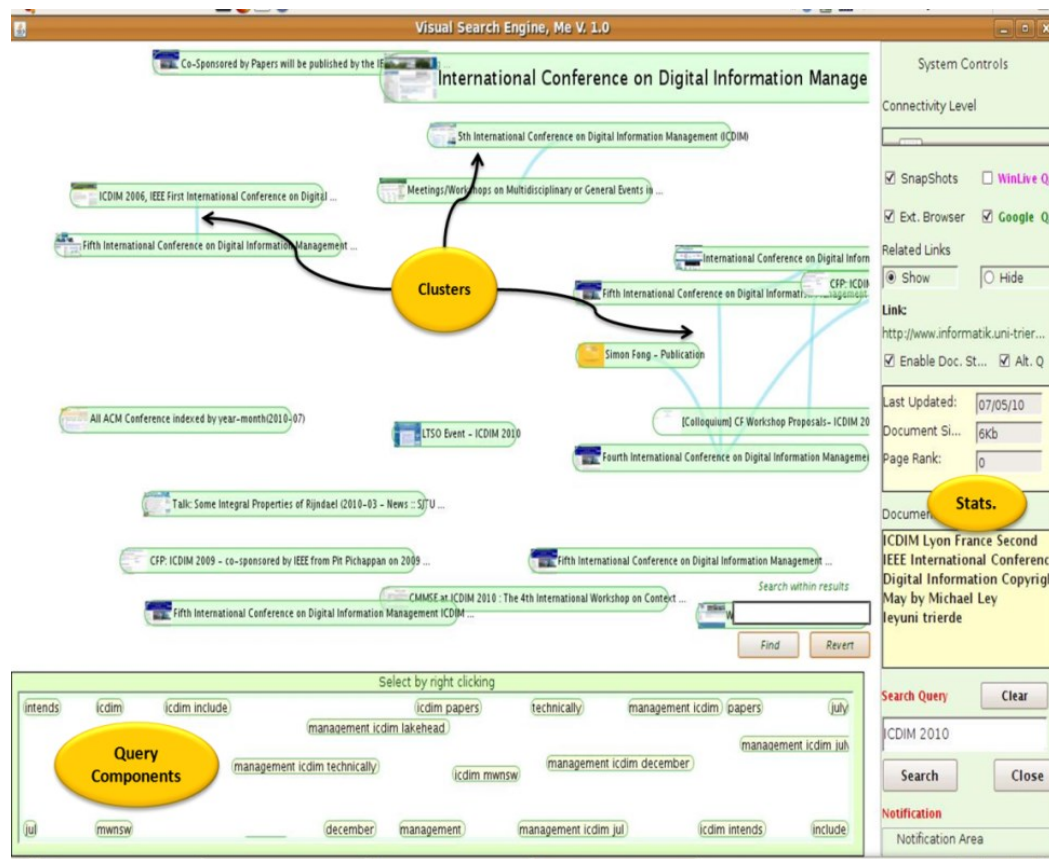 Visual Search Engine, Me V. 1.0
Co-Sponsored by Papers will be published by the IE
International Conference on Digital Information Manage
5th International Conference on Digital Information Management (ICDIM)
Meetings/Workshops on Multidisciplinary or General Events in ...
ICDIM 2006, IEEE First International Conference on Digital ...
Fifth International Conference on Digital Information Management ...
Clusters
International Conference on Digital Inform
CFP: ICDIM
Fifth International Conference on Digital Information Management
Simon Fong - Publication
All ACM Conference indexed by year-month(2010-07)
LTSO Event - ICDIM 2010
[Colloquium] CF Workshop Proposals- ICDIM 20
Fourth International Conference on Digital Information Managemen
Talk: Some Integral Properties of Rijndael (2010-03 - News :: SJTU ...
CFP: ICDIM 2009 - co-sponsored by IEEE from Pit Pichappan on 2009 ...
Fifth International Conference on Digital Information Management ...
CMMSE at ICDIM 2010 : The 4th International Workshop on Context ...
Fifth International Conference on Digital Information Management ICDIM ...
Search within results
W
Find Revert
System Controls
Connectivity Level
SnapShots WinLive Q
Ext. Browser Google Q
Related Links
Show Hide
Link:
http://www.informatik.uni-trier...
Enable Doc. St... Alt. Q
Last Updated: 07/05/10
Document Si... 6Kb
Page Rank: 0
Stats.
Documen
ICDIM Lyon France Second
IEEE International Conferenc
Digital Information Copyrigh
May by Michael Ley
leyuni trierde
Search Query Clear
ICDIM 2010
Search Close
Notification
Notification Area
Select by right clicking
intends icdim icdim include icdim papers technically management icdim papers july
management icdim lakehead
management icdim july
Query
Components
management icdim technically icdim mwnsw management icdim december
jul mwnsw december management management icdim jul icdim intends include